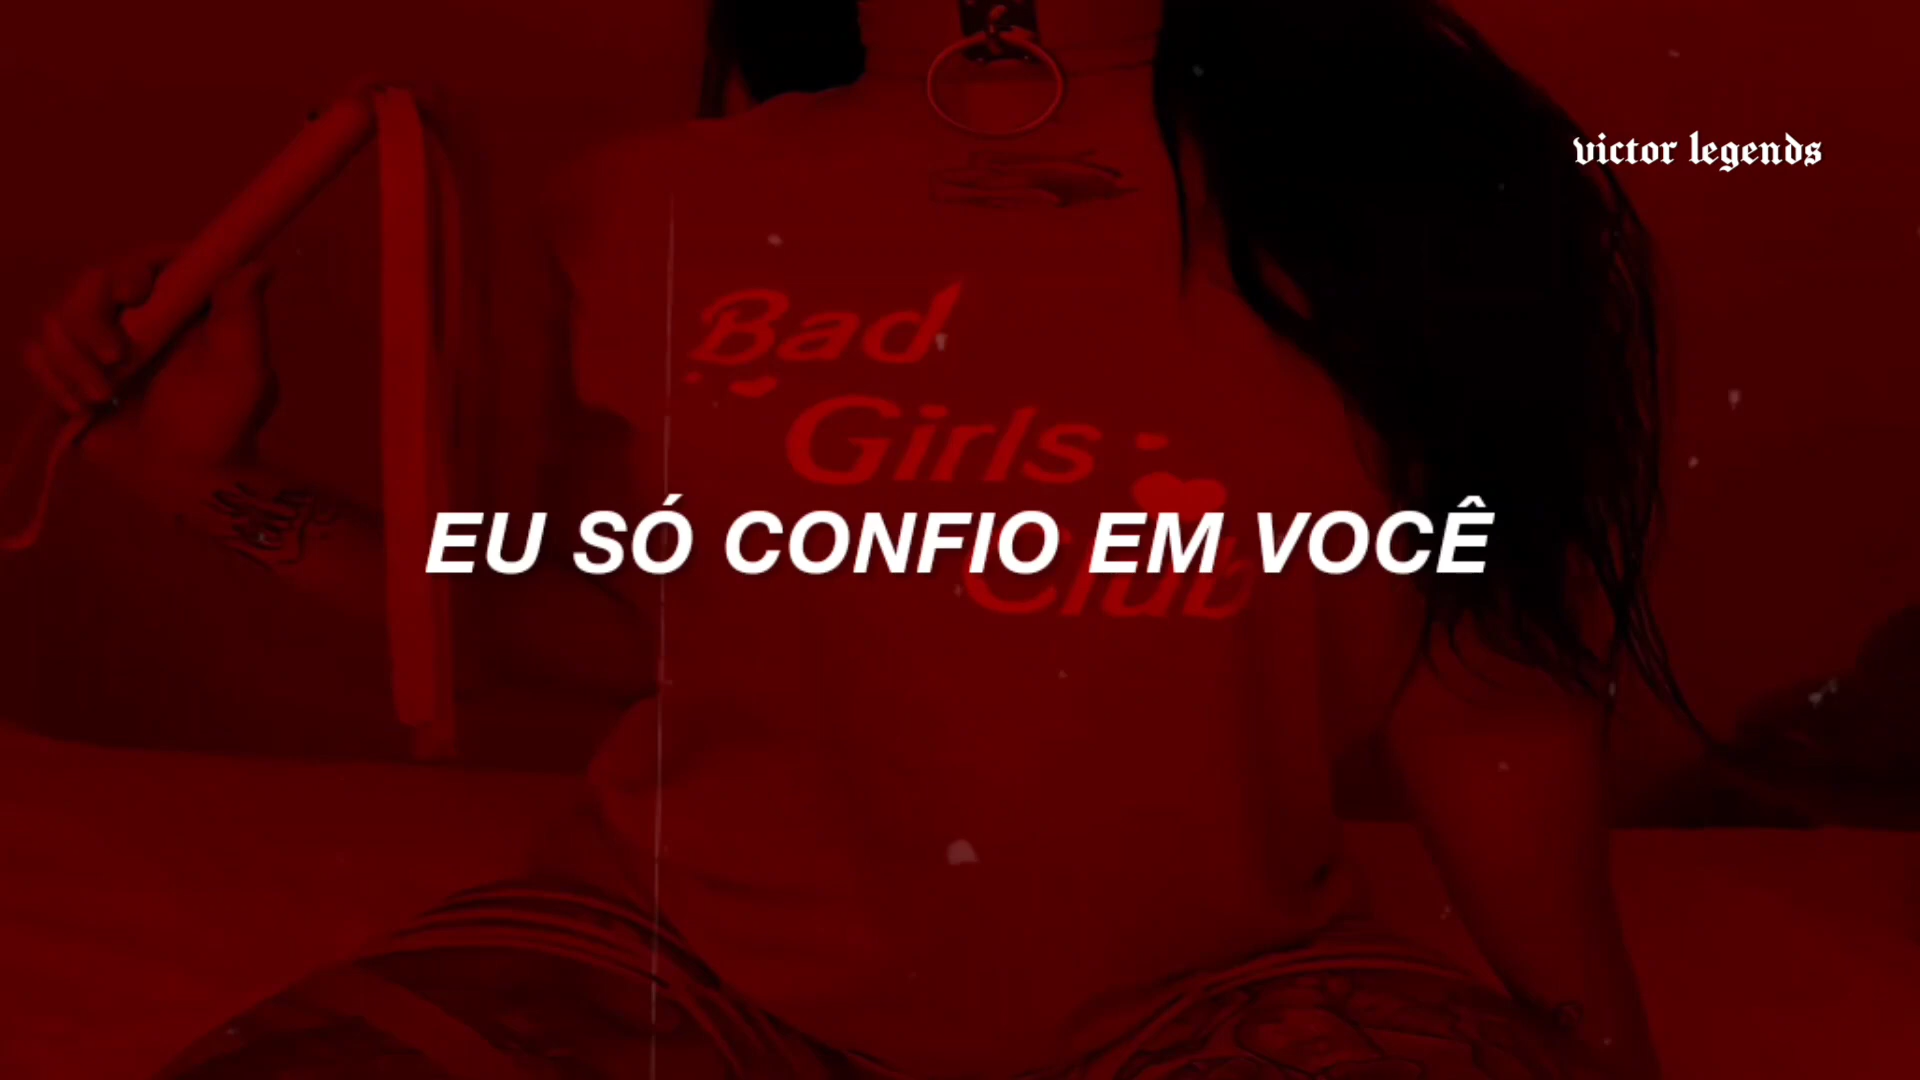 victor legends
Bad
Girls
EU SÓ CONFIO EM VOCÊ
Club